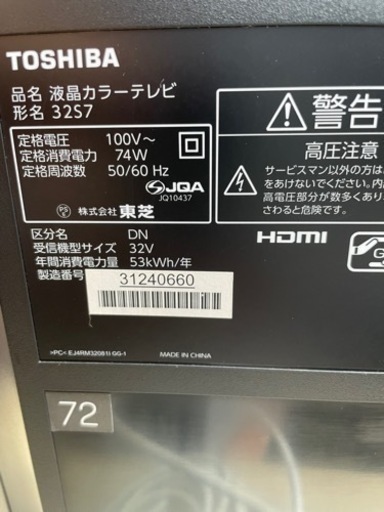 TOSHIBA
品名 液晶カラーテレビ
形名 32S7
定格電圧 100V～
定格消費電力 74W
定格周波数 50/60 Hz
JQA
JQ10437
株式会社 東芝
区分名 DN
受信機型サイズ 32V
年間消費電力量 53kWh/年
製造番号
31240660
>PC< EJ4RM32081I GG-1
MADE IN CHINA
警告
高圧注意
サービスマン以外の方は
をあけないでください。内
高電圧部分が数多くあり
さわると危険です。
HDMI
G
72